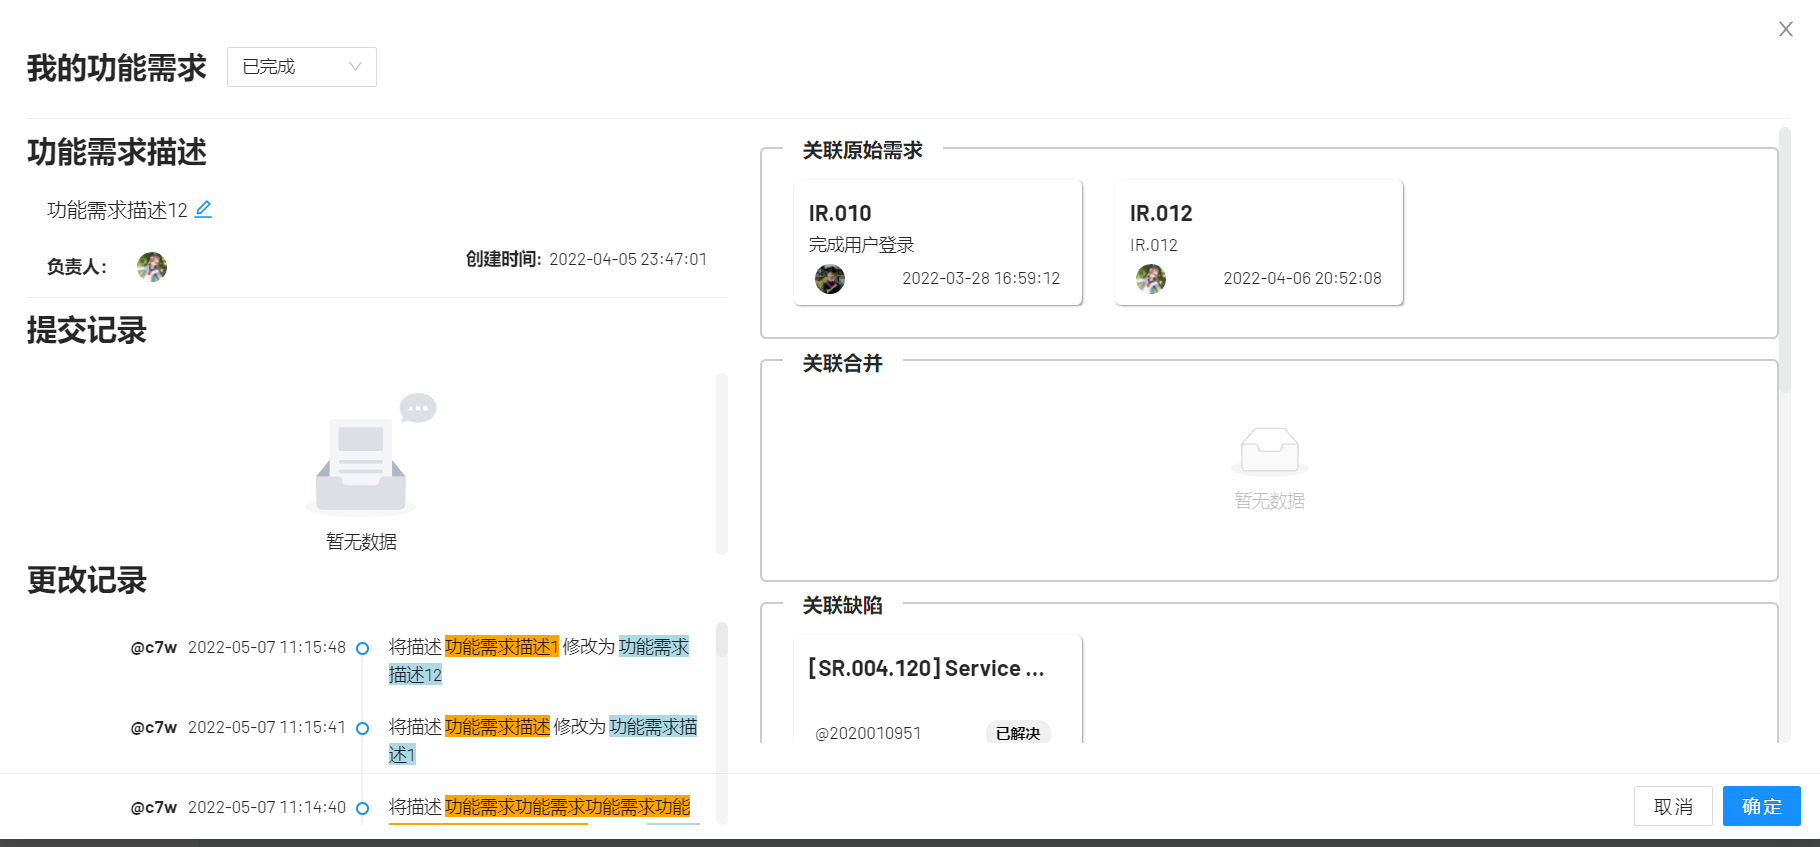 我的功能需求 已完成
功能需求描述
功能需求描述12
负责人：
创建时间: 2022-04-05 23:47:01
提交记录
暂无数据
更改记录
@c7w 2022-05-07 11:15:48 将描述 功能需求描述1 修改为 功能需求
描述12
@c7w 2022-05-07 11:15:41 将描述 功能需求描述 修改为 功能需求描
述1
@c7w 2022-05-07 11:14:40 将描述 功能需求功能需求功能需求功能
关联原始需求
IR.010
完成用户登录
2022-03-28 16:59:12
IR.012
IR.012
2022-04-06 20:52:08
关联合并
暂无数据
关联缺陷
[SR.004.120] Service ...
@2020010951 已解决
取消 确定